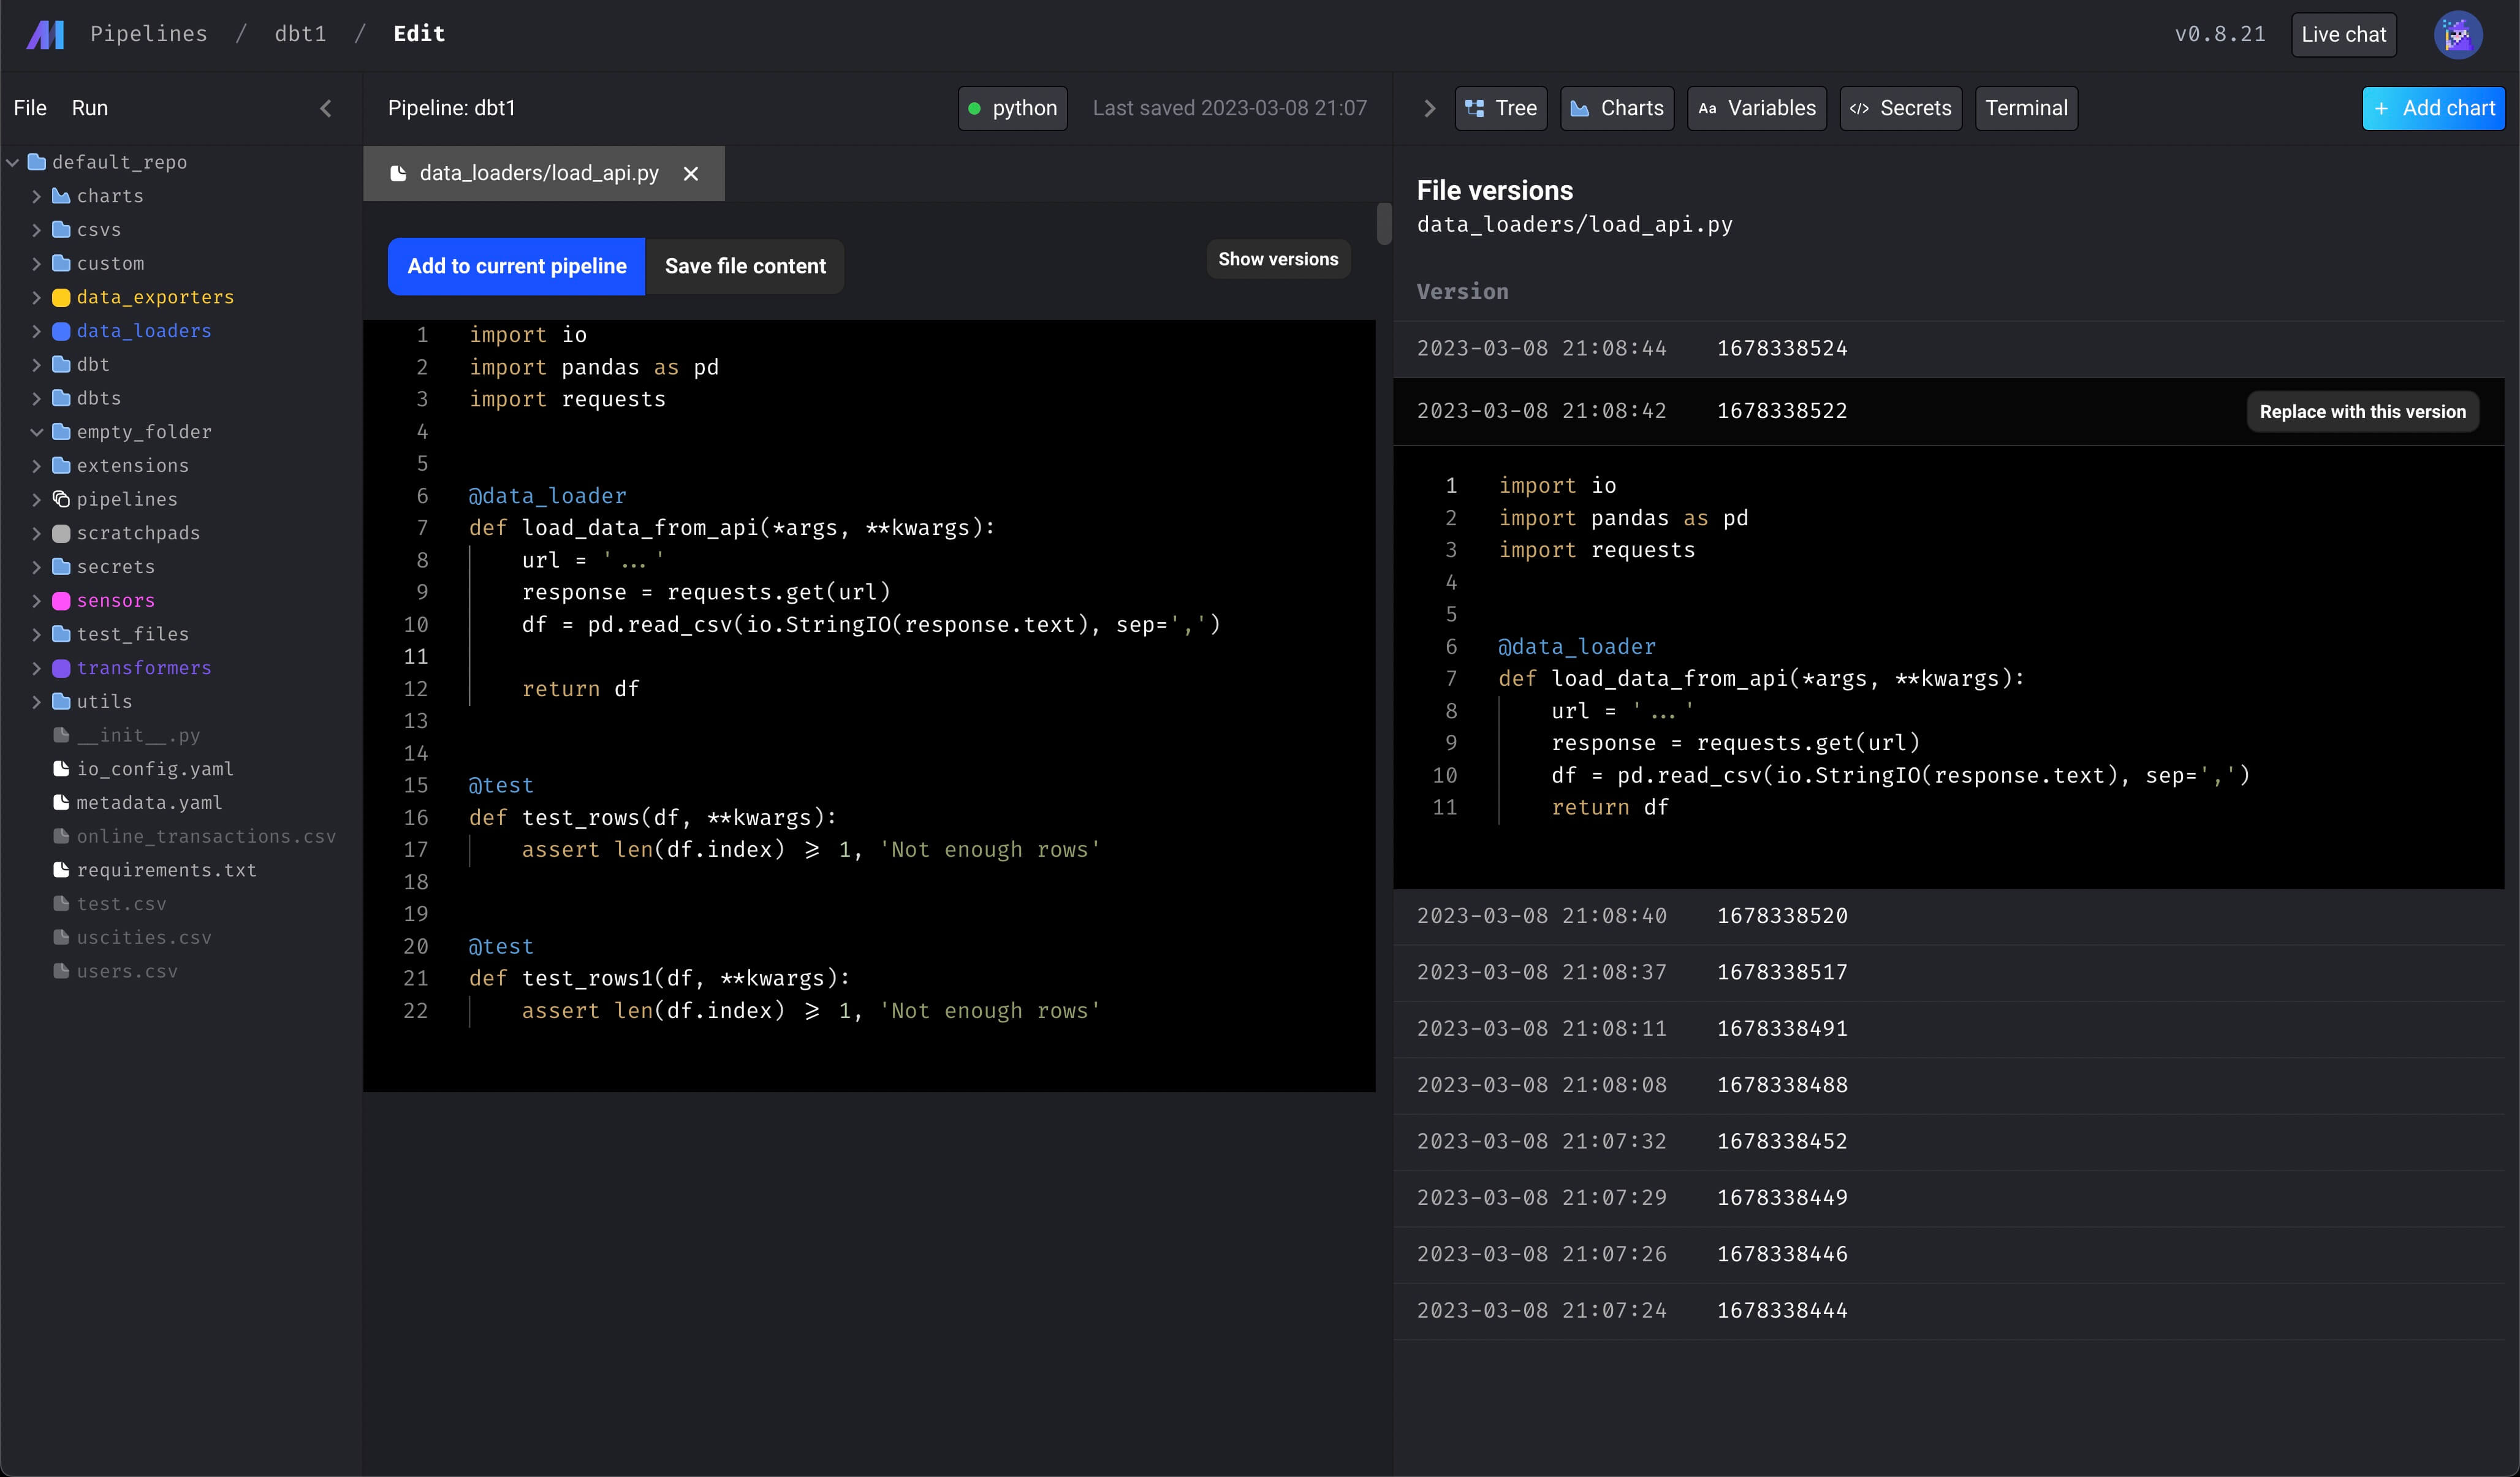 Pipelines / dbt1 / Edit
v0.8.21
Live chat
File Run
Pipeline: dbt1
python
Last saved 2023-03-08 21:07
Tree
Charts
Aa Variables
</> Secrets
Terminal
+ Add chart
default_repo
charts
csvs
custom
data_exporters
data_loaders
dbt
dbts
empty_folder
extensions
pipelines
scratchpads
secrets
sensors
test_files
transformers
utils
__init__.py
io_config.yaml
metadata.yaml
online_transactions.csv
requirements.txt
test.csv
uscities.csv
users.csv
data_loaders/load_api.py
Add to current pipeline
Save file content
Show versions
1 import io
2 import pandas as pd
3 import requests
4
5
6 @data_loader
7 def load_data_from_api(*args, **kwargs):
8 url = '...'
9 response = requests.get(url)
10 df = pd.read_csv(io.StringIO(response.text), sep=',')
11
12 return df
13
14
15 @test
16 def test_rows(df, **kwargs):
17 assert len(df.index) >= 1, 'Not enough rows'
18
19
20 @test
21 def test_rows1(df, **kwargs):
22 assert len(df.index) >= 1, 'Not enough rows'
File versions
data_loaders/load_api.py
Version
2023-03-08 21:08:44 1678338524
2023-03-08 21:08:42 1678338522
Replace with this version
1 import io
2 import pandas as pd
3 import requests
4
5
6 @data_loader
7 def load_data_from_api(*args, **kwargs):
8 url = '...'
9 response = requests.get(url)
10 df = pd.read_csv(io.StringIO(response.text), sep=',')
11 return df
2023-03-08 21:08:40 1678338520
2023-03-08 21:08:37 1678338517
2023-03-08 21:08:11 1678338491
2023-03-08 21:08:08 1678338488
2023-03-08 21:07:32 1678338452
2023-03-08 21:07:29 1678338449
2023-03-08 21:07:26 1678338446
2023-03-08 21:07:24 1678338444